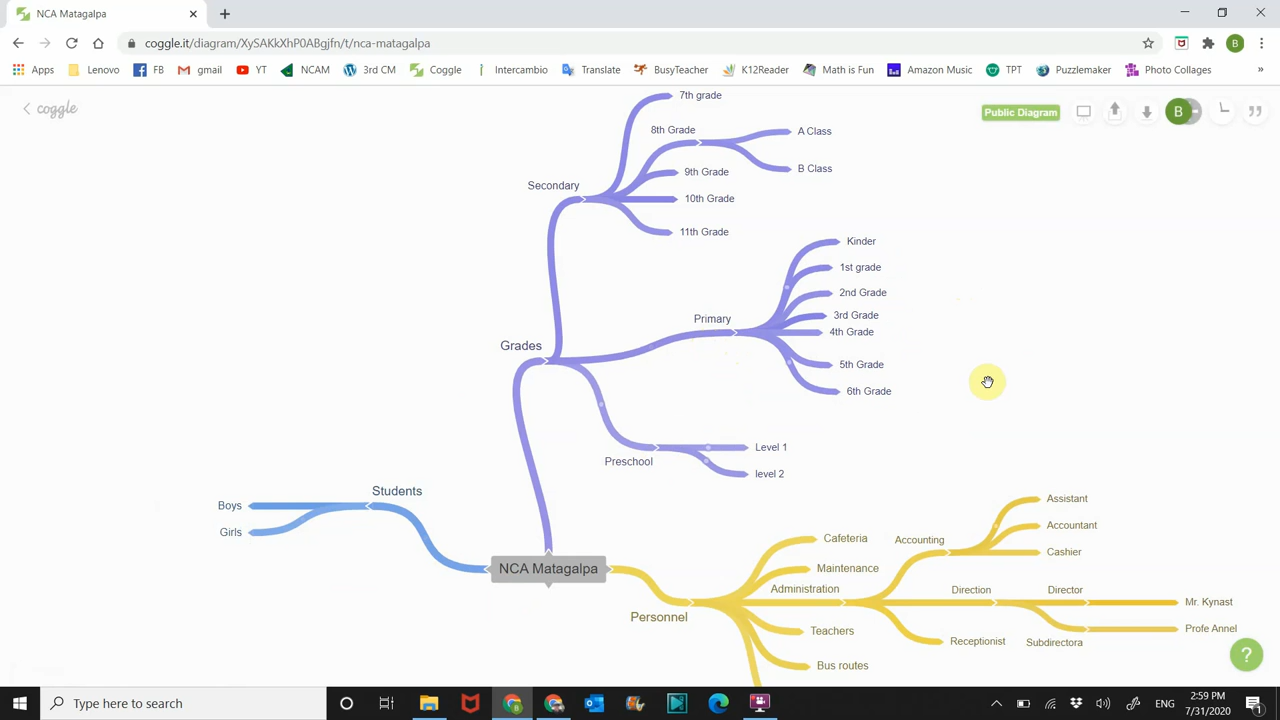 NCA Matagalpa
coggle.it/diagram/XySAKkXhP0ABgjfn/t/nca-matagalpa
B
Apps Lenovo FB gmail YT NCAM 3rd CM Coggle Intercambio Translate BusyTeacher K12Reader Math is Fun Amazon Music TPT Puzzlemaker Photo Collages »
coggle
Public Diagram
B
7th grade
8th Grade
A Class
B Class
9th Grade
10th Grade
11th Grade
Secondary
Kinder
1st grade
2nd Grade
3rd Grade
4th Grade
5th Grade
6th Grade
Primary
Grades
Level 1
level 2
Preschool
Students
Boys
Girls
NCA Matagalpa
Personnel
Cafeteria
Maintenance
Administration
Teachers
Bus routes
Accounting
Assistant
Accountant
Cashier
Direction
Director
Mr. Kynast
Subdirectora
Profe Annel
Receptionist
?
Type here to search
ENG
2:59 PM
7/31/2020
1